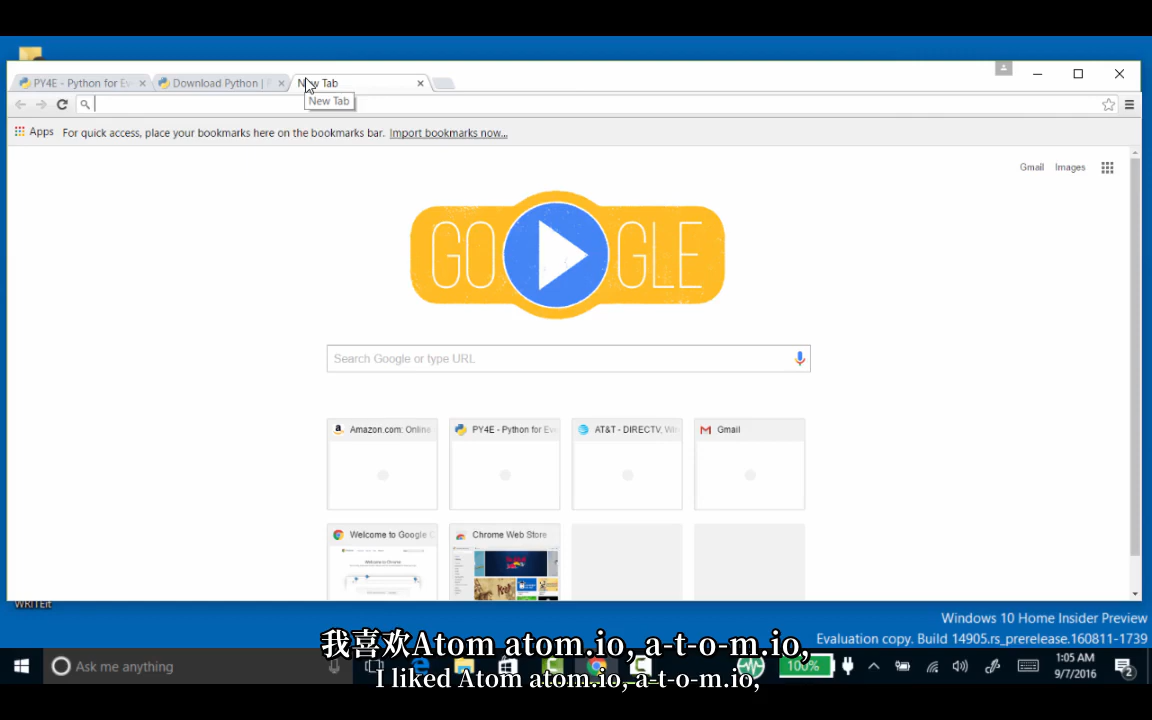 PY4E - Python for Ev
Download Python |
New Tab
New Tab
Apps
For quick access, place your bookmarks here on the bookmarks bar. Import bookmarks now...
Gmail
Images
GOOGLE
Search Google or type URL
Amazon.com: Online
PY4E - Python for Ev
AT&T - DIRECTV, Wir
Gmail
Welcome to Google C
Chrome Web Store
WRITEit
Windows 10 Home Insider Preview
Evaluation copy. Build 14905.rs_prerelease.160811-1739
我喜欢Atom atom.io, a-t-o-m.io,
I liked Atom atom.io, a-t-o-m.io,
Ask me anything
100%
1:05 AM
9/7/2016
2